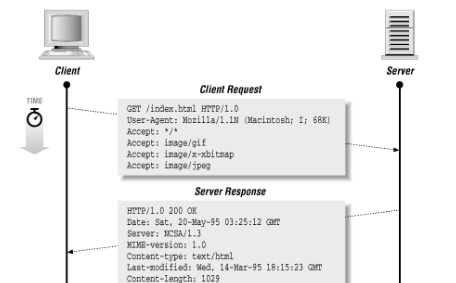 Client
Server
Client Request
TIME
GET /index.html HTTP/1.0
User-Agent: Mozilla/1.1N (Macintosh; I; 68K)
Accept: */*
Accept: image/gif
Accept: image/x-xbitmap
Accept: image/jpeg
Server Response
HTTP/1.0 200 OK
Date: Sat, 20-May-95 03:25:12 GMT
Server: NCSA/1.3
MIME-version: 1.0
Content-type: text/html
Last-modified: Wed, 14-Mar-95 18:15:23 GMT
Content-length: 1029